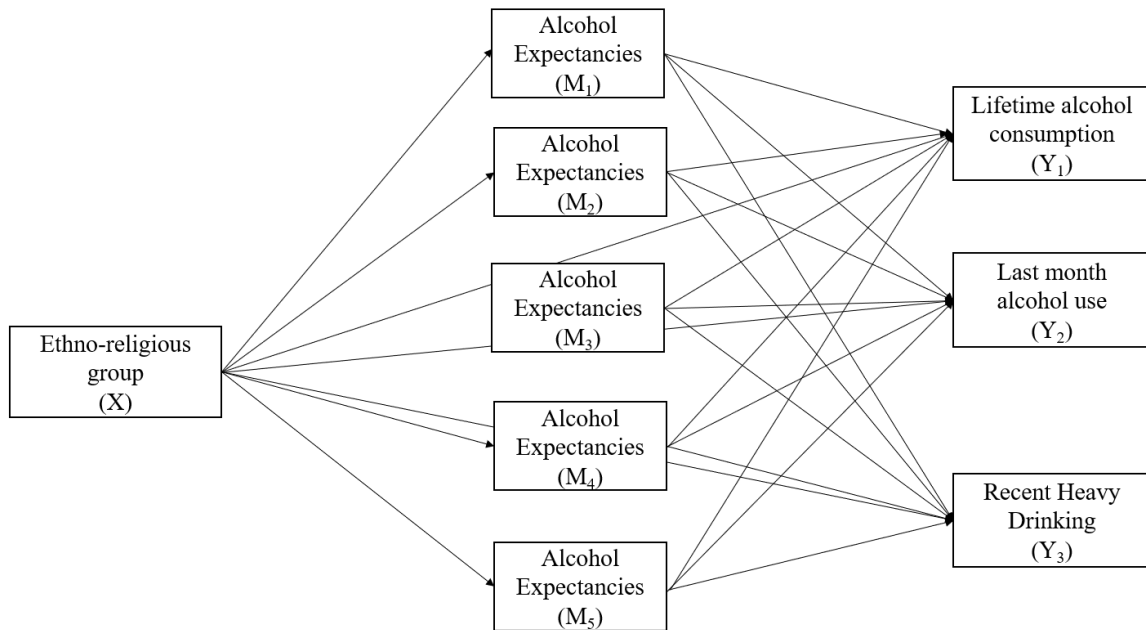 Ethno-religious
group
(X)
Alcohol
Expectancies
(M₁)
Alcohol
Expectancies
(M₂)
Alcohol
Expectancies
(M₃)
Alcohol
Expectancies
(M₄)
Alcohol
Expectancies
(M₅)
Lifetime alcohol
consumption
(Y₁)
Last month
alcohol use
(Y₂)
Recent Heavy
Drinking
(Y₃)